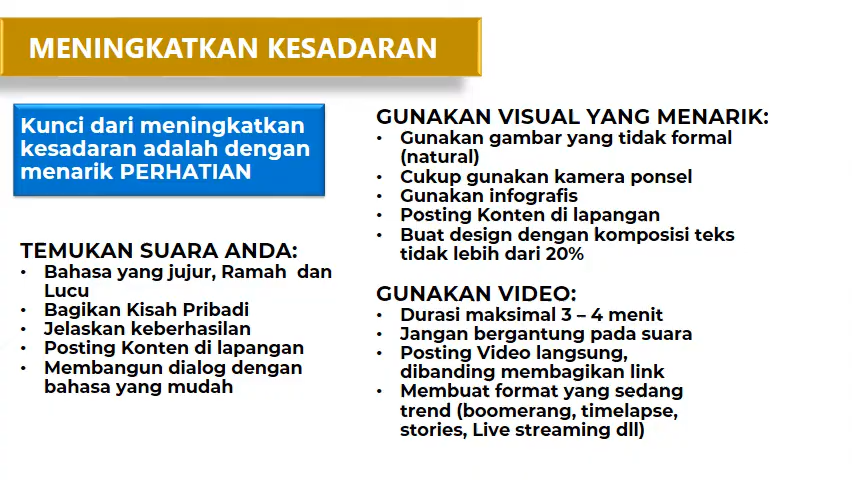 MENINGKATKAN KESADARAN
Kunci dari meningkatkan
kesadaran adalah dengan
menarik PERHATIAN
TEMUKAN SUARA ANDA:
• Bahasa yang jujur, Ramah dan
Lucu
• Bagikan Kisah Pribadi
• Jelaskan keberhasilan
• Posting Konten di lapangan
• Membangun dialog dengan
bahasa yang mudah
GUNAKAN VISUAL YANG MENARIK:
• Gunakan gambar yang tidak formal
(natural)
• Cukup gunakan kamera ponsel
• Gunakan infografis
• Posting Konten di lapangan
• Buat design dengan komposisi teks
tidak lebih dari 20%
GUNAKAN VIDEO:
• Durasi maksimal 3 – 4 menit
• Jangan bergantung pada suara
• Posting Video langsung,
dibanding membagikan link
• Membuat format yang sedang
trend (boomerang, timelapse,
stories, Live streaming dll)